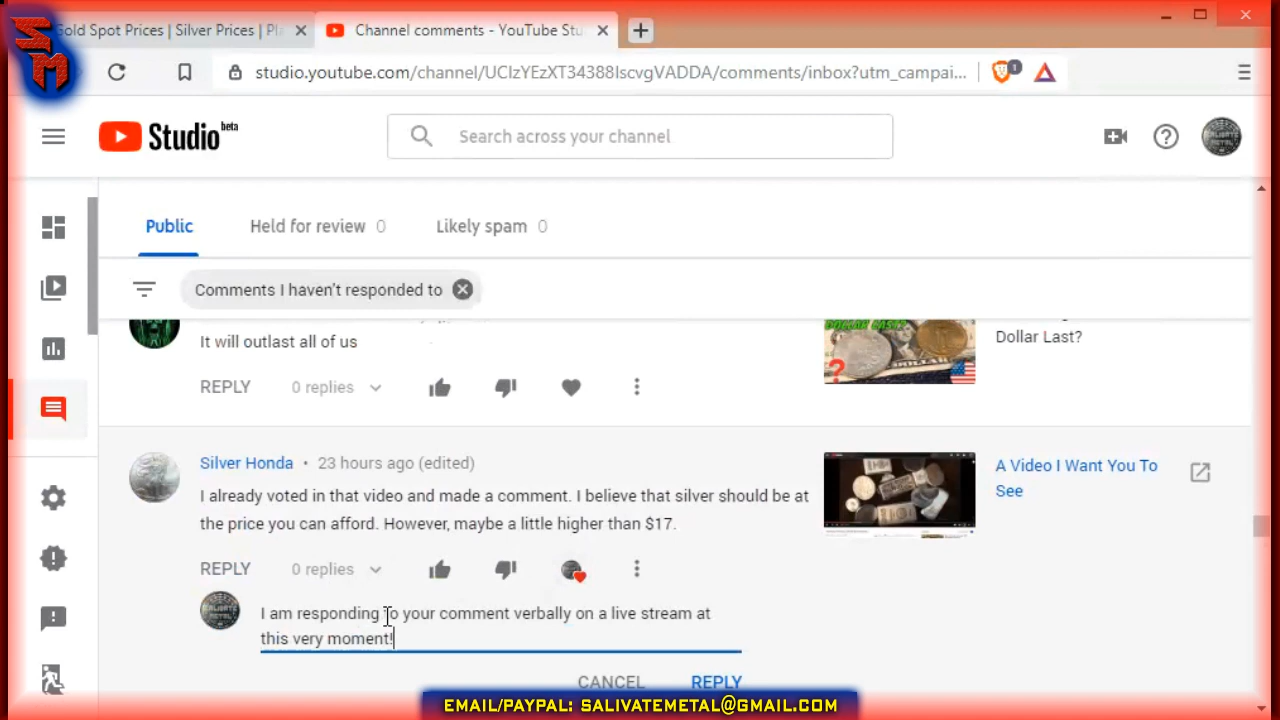 SM
Gold Spot Prices | Silver Prices | Pla
Channel comments - YouTube Stu
studio.youtube.com/channel/UCIzYEzXT34388IscvgVADDA/comments/inbox?utm_campai...
1
Studio beta
Search across your channel
Public
Held for review 0
Likely spam 0
Comments I haven't responded to
It will outlast all of us
REPLY
0 replies
Dollar Last?
Silver Honda • 23 hours ago (edited)
I already voted in that video and made a comment. I believe that silver should be at
the price you can afford. However, maybe a little higher than $17.
A Video I Want You To
See
REPLY
0 replies
I am responding to your comment verbally on a live stream at
this very moment!
CANCEL
REPLY
EMAIL/PAYPAL: SALIVATEMETAL@GMAIL.COM